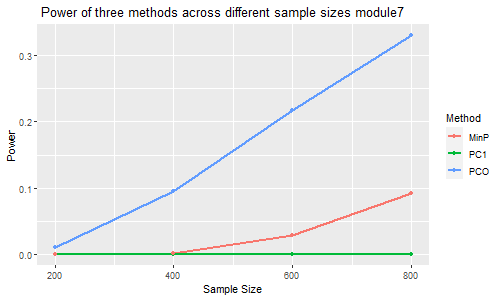 Power of three methods across different sample sizes module7
Power
0.3
0.2
0.1
0.0
200 400 600 800
Sample Size
Method
MinP
PC1
PCO